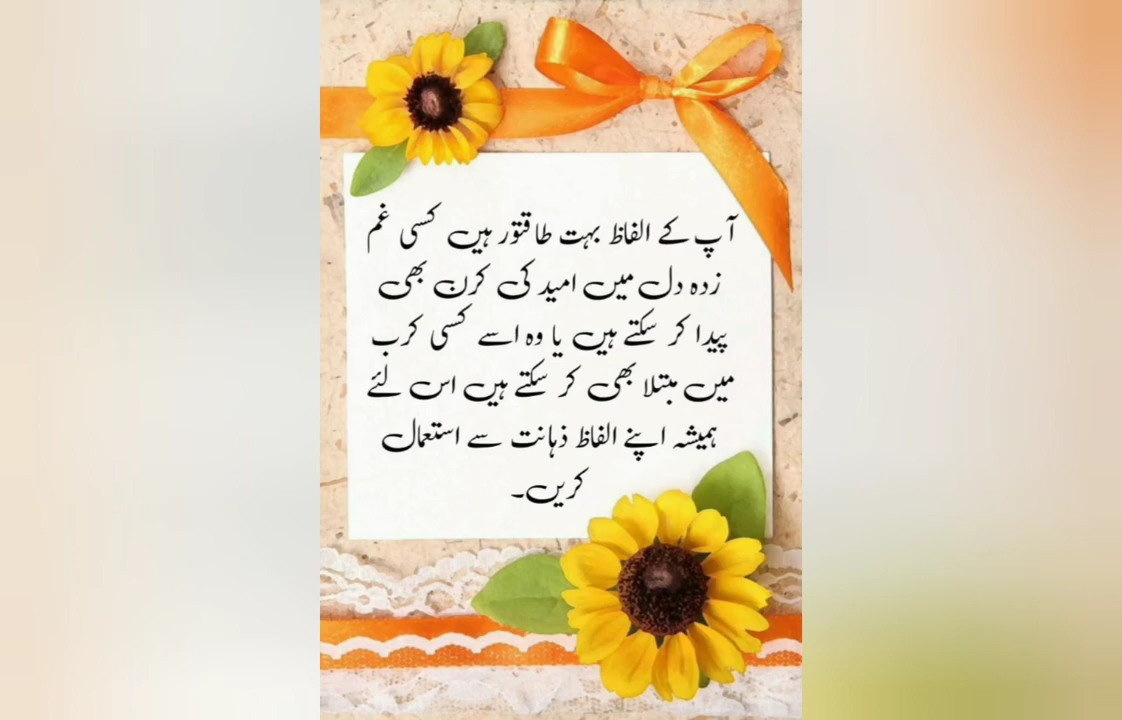 آپ کے الفاظ بہت طاقتور ہیں کسی غم
زدہ دل میں امید کی کرن بھی
پیدا کر سکتے ہیں یا وہ اسے کسی کرب
میں مبتلا بھی کر سکتے ہیں اس لئے
ہمیشہ اپنے الفاظ ذہانت سے استعمال
کریں۔